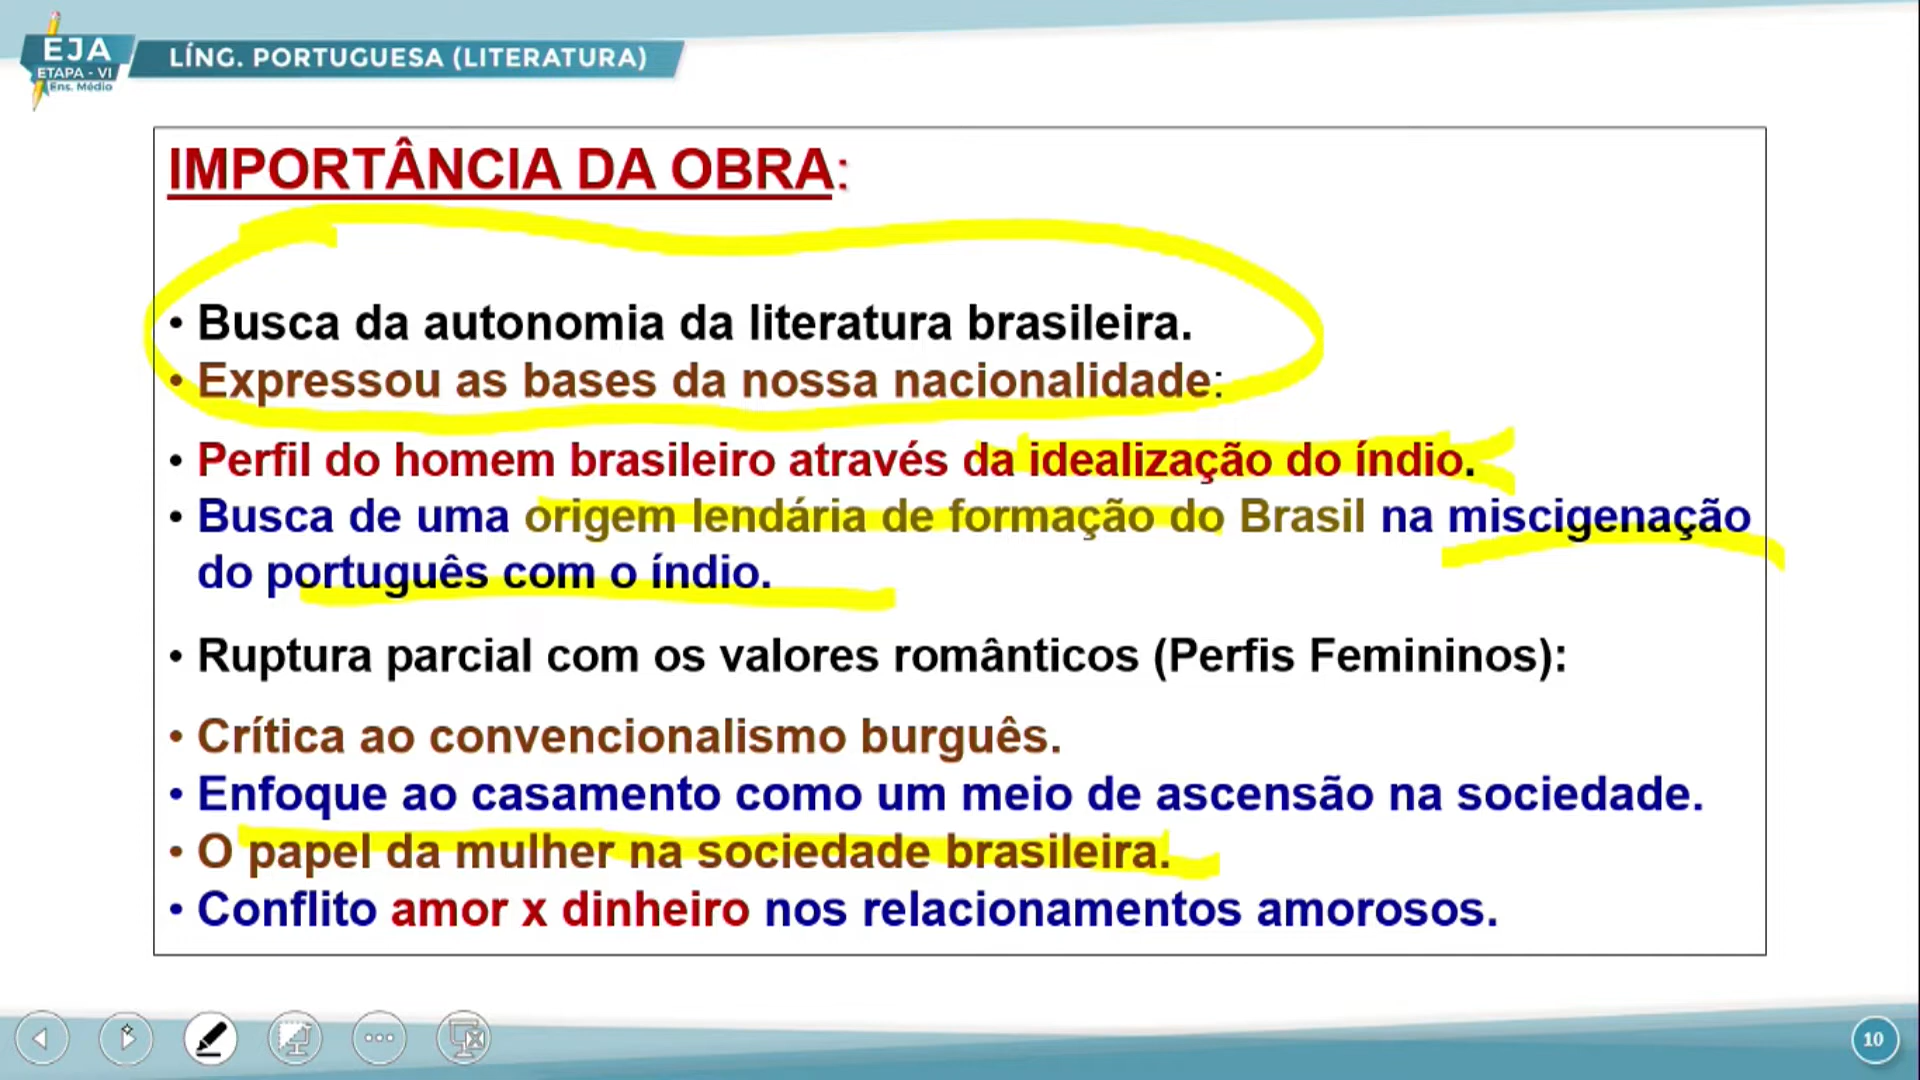 EJA
ETAPA - VI
Ens. Médio
LÍNG. PORTUGUESA (LITERATURA)
IMPORTÂNCIA DA OBRA:
• Busca da autonomia da literatura brasileira.
• Expressou as bases da nossa nacionalidade:
• Perfil do homem brasileiro através da idealização do índio.
• Busca de uma origem lendária de formação do Brasil na miscigenação
do português com o índio.
• Ruptura parcial com os valores românticos (Perfis Femininos):
• Crítica ao convencionalismo burguês.
• Enfoque ao casamento como um meio de ascensão na sociedade.
• O papel da mulher na sociedade brasileira.
• Conflito amor x dinheiro nos relacionamentos amorosos.
10